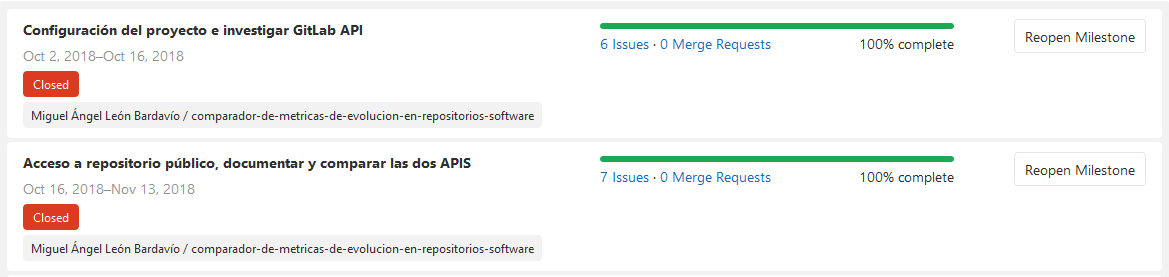 Configuración del proyecto e investigar GitLab API
Oct 2, 2018–Oct 16, 2018
6 Issues · 0 Merge Requests
100% complete
Reopen Milestone
Closed
Miguel Ángel León Bardavío / comparador-de-metricas-de-evolucion-en-repositorios-software
Acceso a repositorio público, documentar y comparar las dos APIS
Oct 16, 2018–Nov 13, 2018
7 Issues · 0 Merge Requests
100% complete
Reopen Milestone
Closed
Miguel Ángel León Bardavío / comparador-de-metricas-de-evolucion-en-repositorios-software